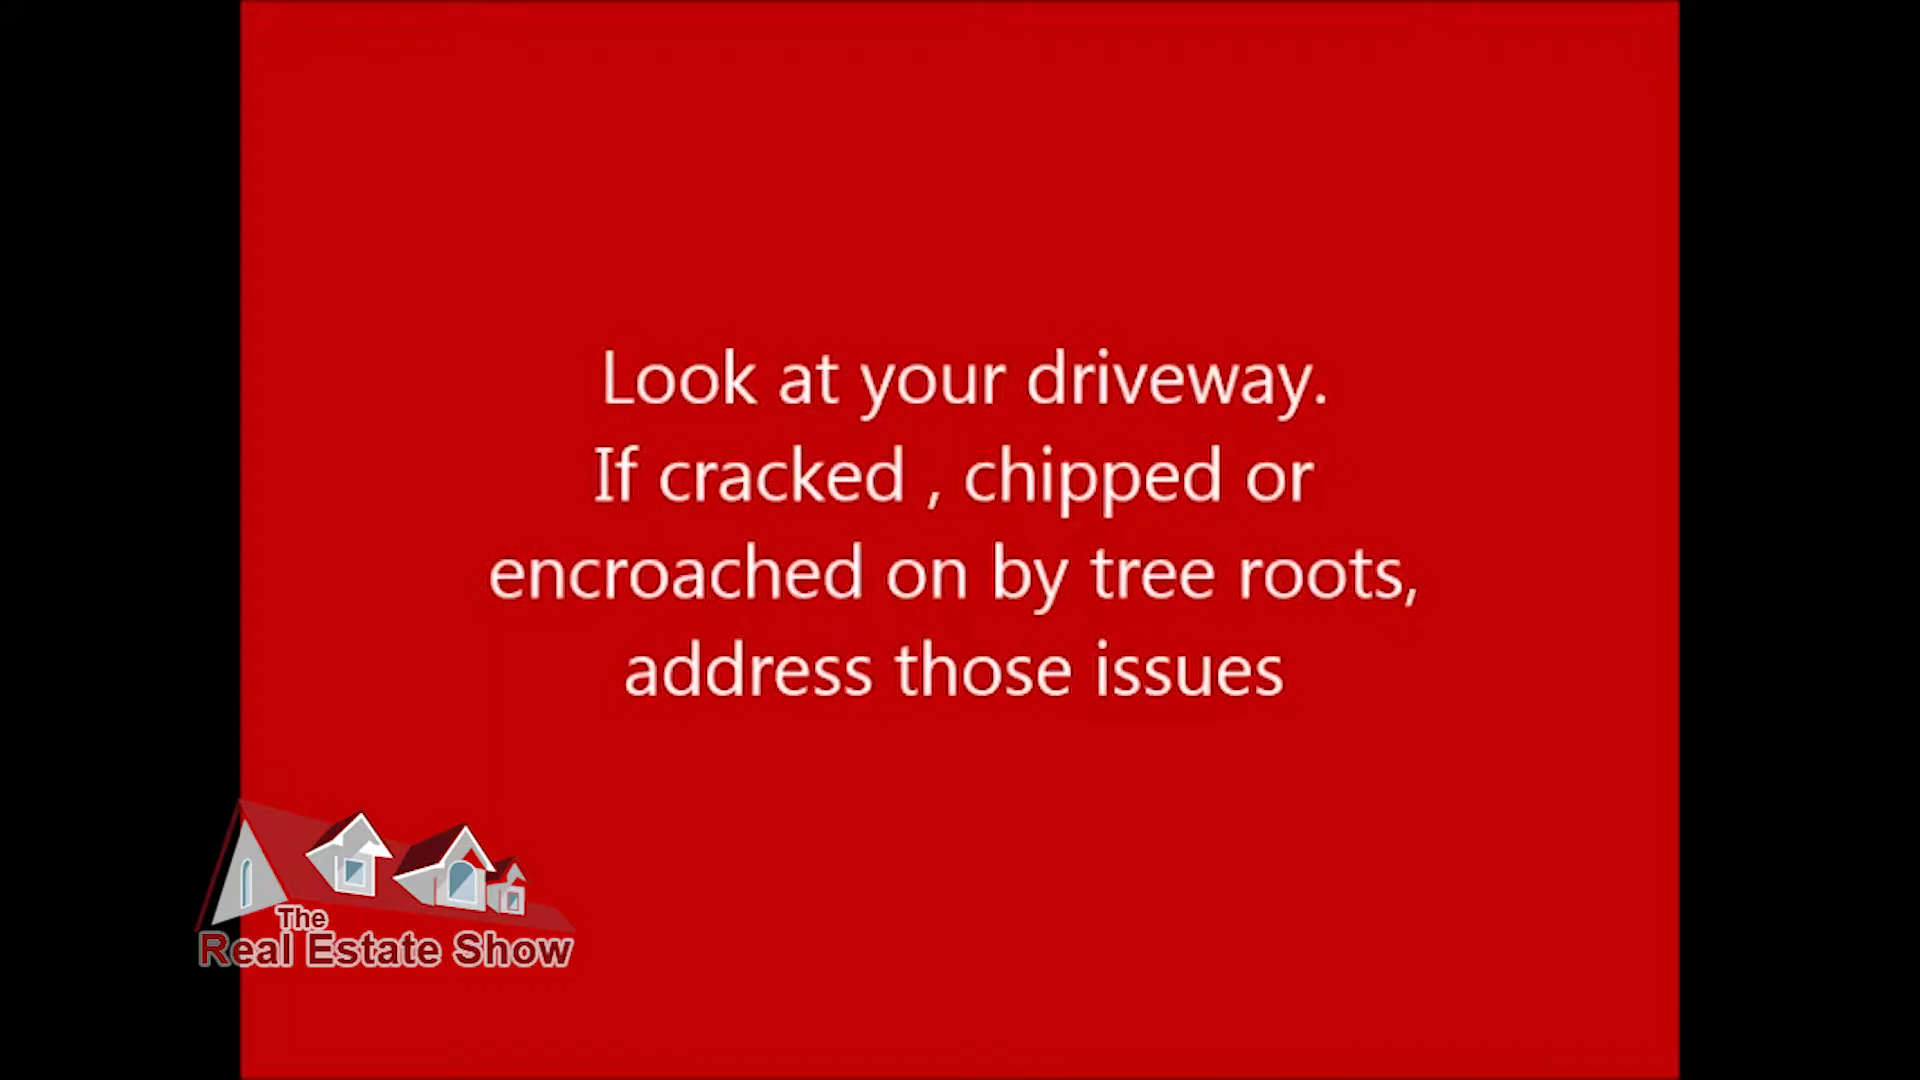 Look at your driveway.
If cracked , chipped or
encroached on by tree roots,
address those issues
The
Real Estate Show